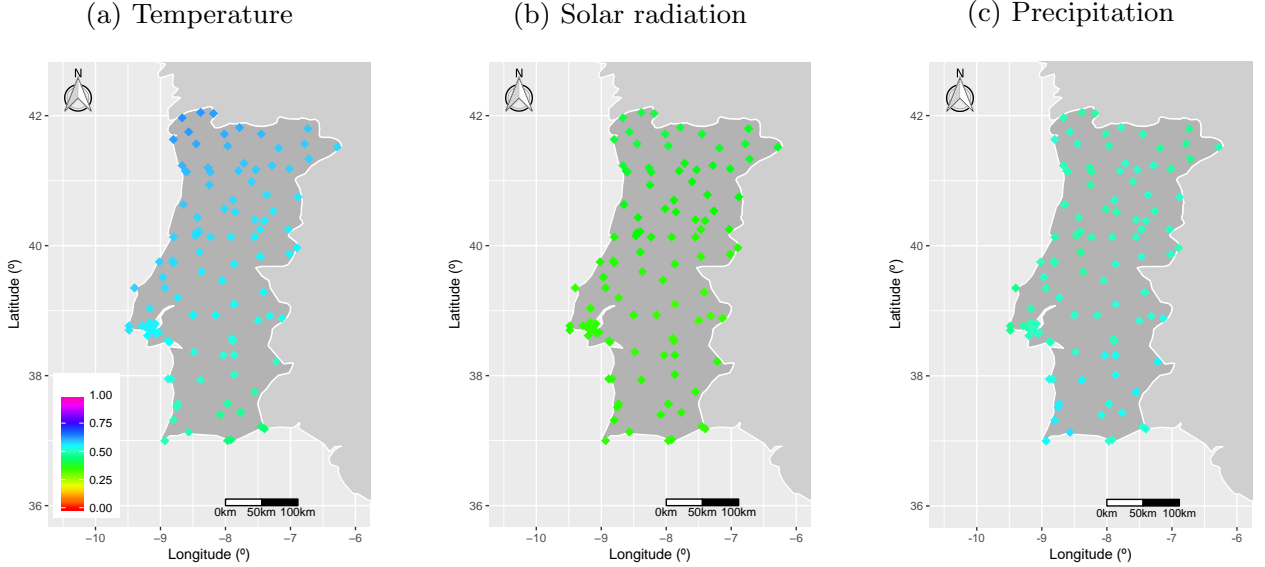 (a) Temperature
(b) Solar radiation
(c) Precipitation
N
42
40
38
36
Latitude (º)
1.00
0.75
0.50
0.25
0.00
0km 50km 100km
-10 -9 -8 -7 -6
Longitude (º)
N
42
40
38
36
Latitude (º)
0km 50km 100km
-10 -9 -8 -7 -6
Longitude (º)
N
42
40
38
36
Latitude (º)
0km 50km 100km
-10 -9 -8 -7 -6
Longitude (º)